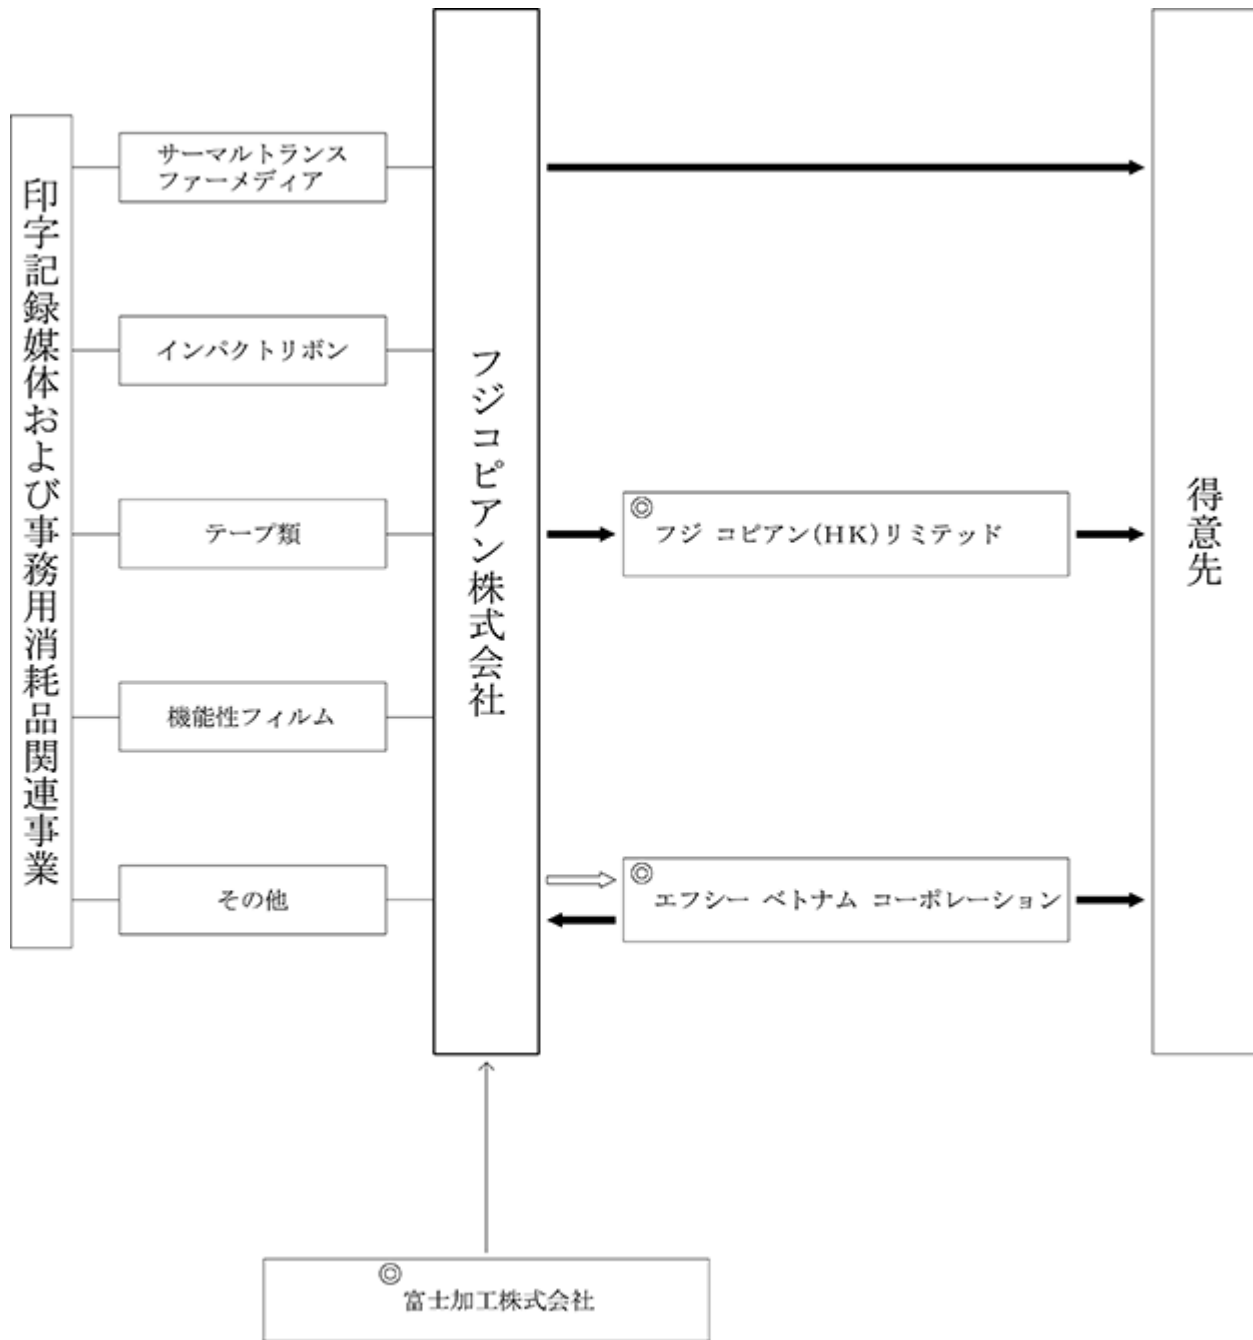 印字記録媒体および事務用消耗品関連事業
サーマルトランス
ファーメディア
インパクトリボン
テープ類
機能性フィルム
その他
フジコピアン株式会社
◎
フジ コピアン(HK)リミテッド
◎
エフシー ベトナム コーポレーション
得意先
◎
富士加工株式会社